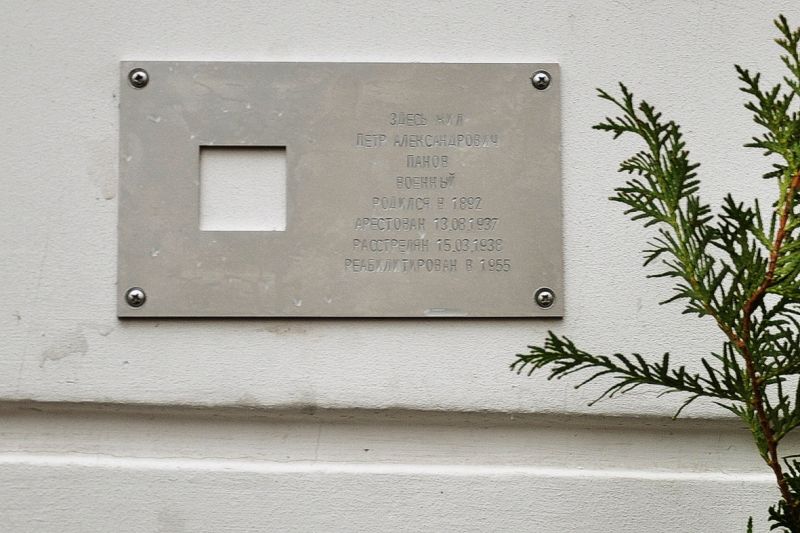 ЗДЕСЬ ЖИЛ
ПЕТР АЛЕКСАНДРОВИЧ
ПАНОВ
ВОЕННЫЙ
РОДИЛСЯ В 1892
АРЕСТОВАН 13.08.1937
РАССТРЕЛЯН 15.03.1938
РЕАБИЛИТИРОВАН В 1955